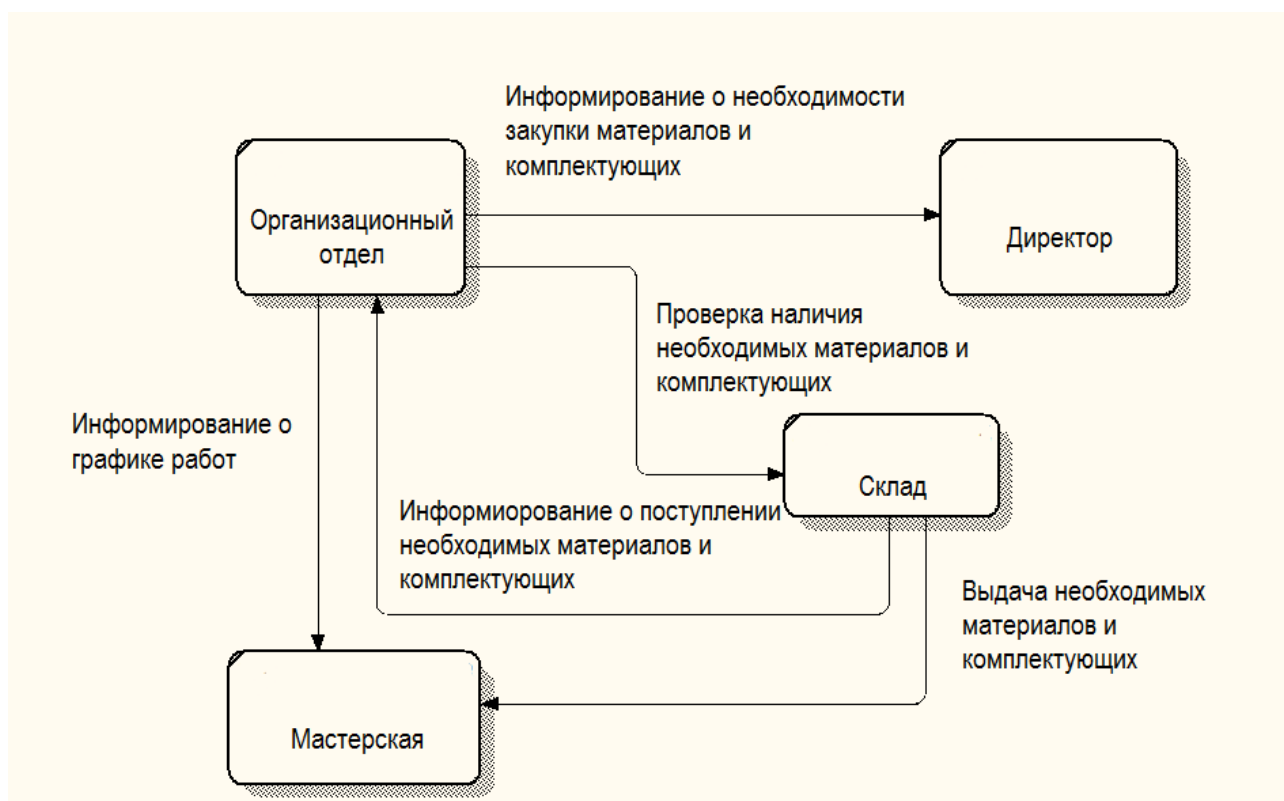 Информирование о необходимости
закупки материалов и
комплектующих
Организационный
отдел
Директор
Проверка наличия
необходимых материалов и
комплектующих
Информирование о
графике работ
Склад
Информиорование о поступлении
необходимых материалов и
комплектующих
Выдача необходимых
материалов и
комплектующих
Мастерская